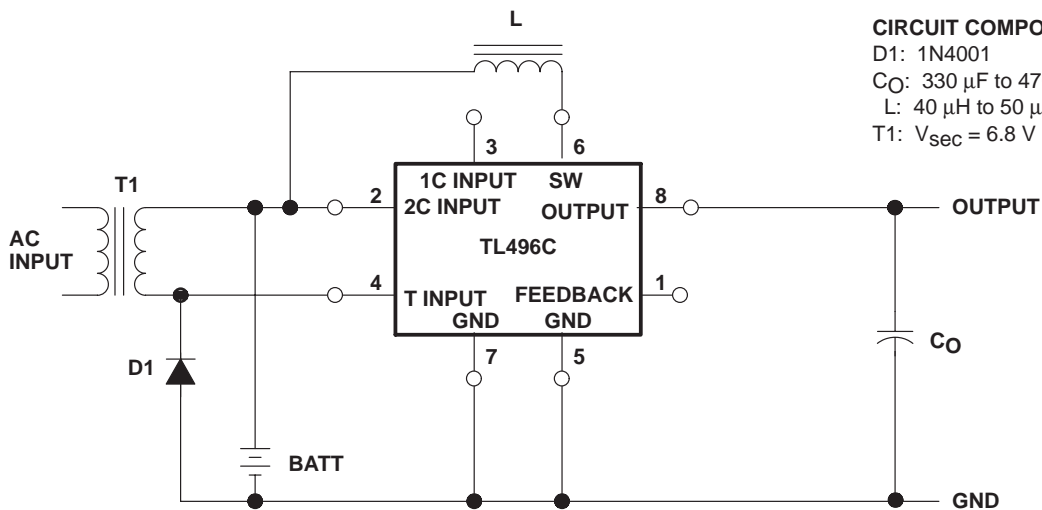 L
CIRCUIT COMPO
D1: 1N4001
CO: 330 μF to 47
L: 40 μH to 50 μ
T1: Vsec = 6.8 V
3
6
T1
1C INPUT
SW
2
2C INPUT
OUTPUT
8
OUTPUT
AC
INPUT
TL496C
4
T INPUT
FEEDBACK
1
GND
GND
D1
7
5
CO
BATT
GND